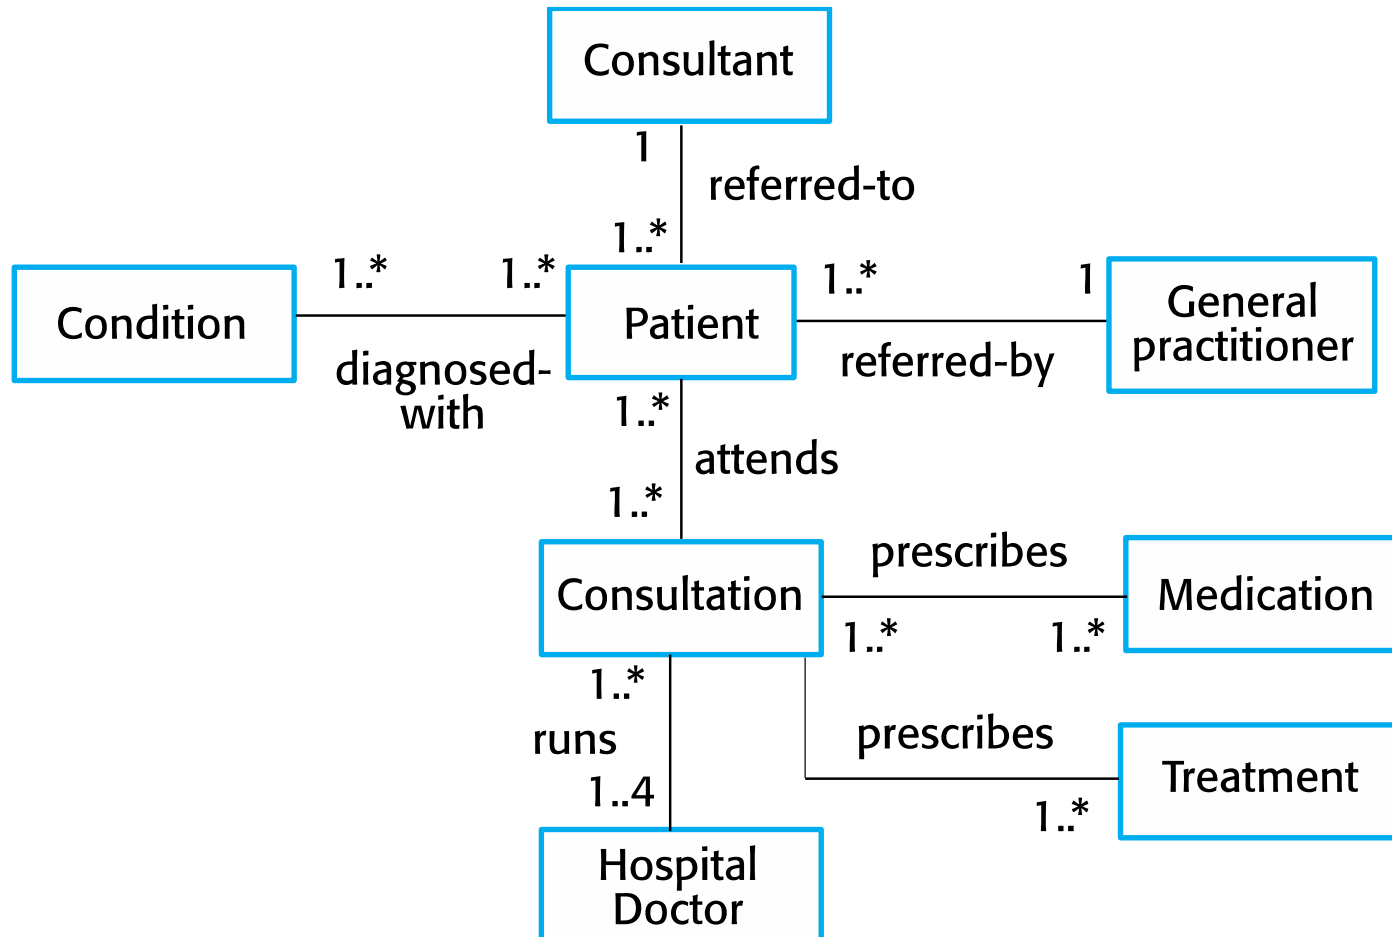 Consultant
1
referred-to
1..*
1..*
1..*
1..*
1
Condition
Patient
General
practitioner
diagnosed-
with
referred-by
1..*
attends
1..*
prescribes
Consultation
Medication
1..*
1..*
1..*
runs
prescribes
1..4
Treatment
1..*
Hospital
Doctor